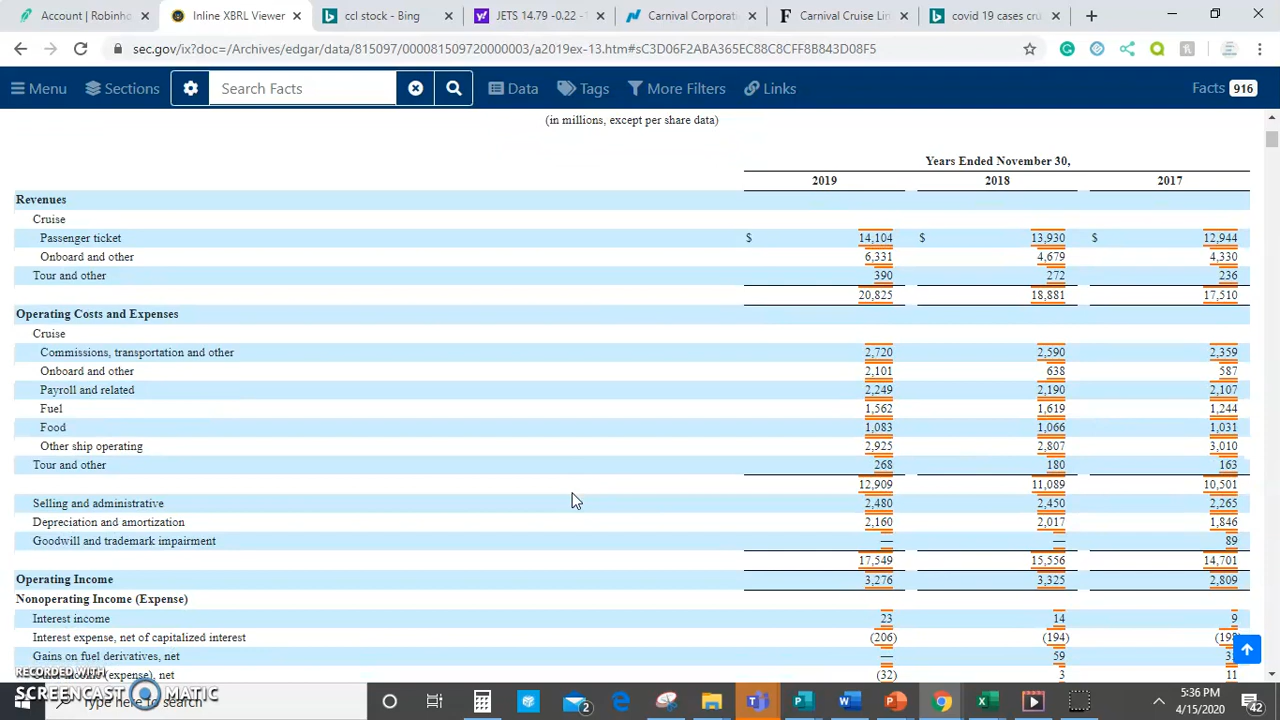 Account | Robinho
Inline XBRL Viewer
ccl stock - Bing
JETS 14.79 -0.22 -
Carnival Corporat
Carnival Cruise Lin
covid 19 cases cru
sec.gov/ix?doc=/Archives/edgar/data/815097/000081509720000003/a2019ex-13.htm#sC3D06F2ABA365EC88C8CFF8B843D08F5
Menu Sections Search Facts Data Tags More Filters Links Facts 916
(in millions, except per share data)
Years Ended November 30,
2019 2018 2017
Revenues
Cruise
Passenger ticket $ 14,104 $ 13,930 $ 12,944
Onboard and other 6,331 4,679 4,330
Tour and other 390 272 236
20,825 18,881 17,510
Operating Costs and Expenses
Cruise
Commissions, transportation and other 2,720 2,590 2,359
Onboard and other 2,101 638 587
Payroll and related 2,249 2,190 2,107
Fuel 1,562 1,619 1,244
Food 1,083 1,066 1,031
Other ship operating 2,925 2,807 3,010
Tour and other 268 180 163
12,909 11,089 10,501
Selling and administrative 2,480 2,450 2,265
Depreciation and amortization 2,160 2,017 1,846
Goodwill and trademark impairment — — 89
17,549 15,556 14,701
Operating Income 3,276 3,325 2,809
Nonoperating Income (Expense)
Interest income 23 14 9
Interest expense, net of capitalized interest (206) (194)
Gains on fuel derivatives, net — 59
(expense), net (32) 3 11
RECORDED WITH
SCREENCAST MATIC
Type here to search
2
5:36 PM
4/15/2020
42